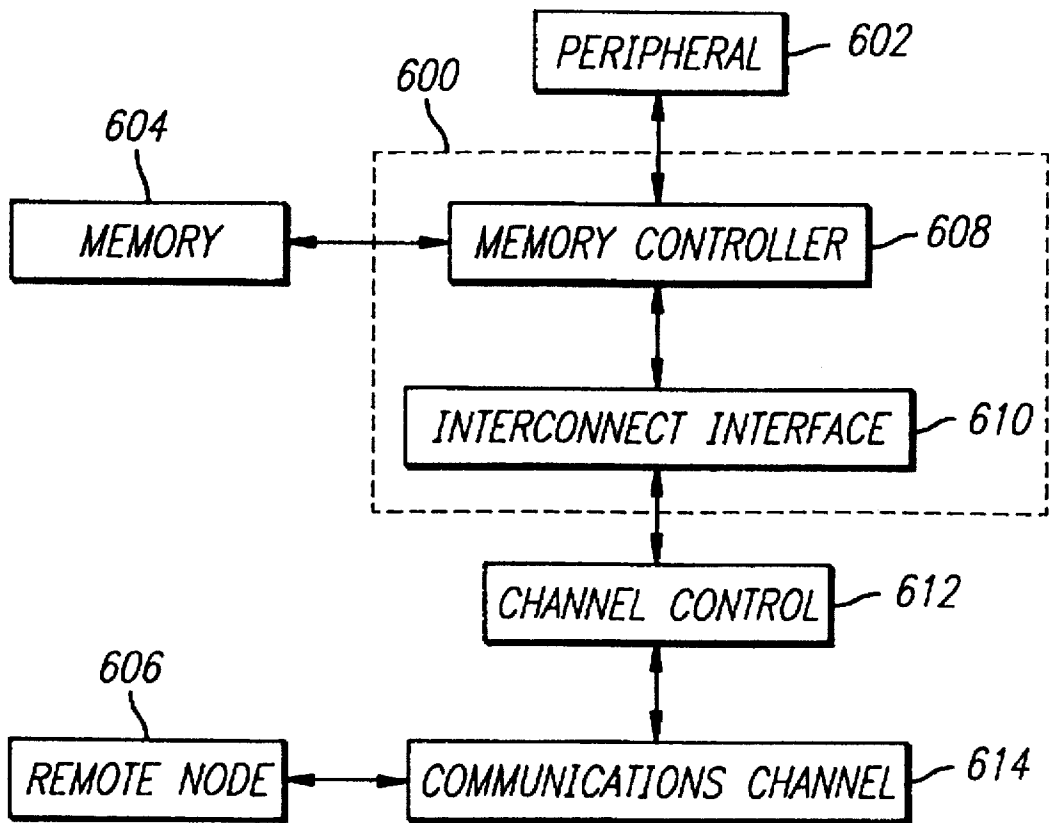 PERIPHERAL 602
600
604
MEMORY
MEMORY CONTROLLER 608
INTERCONNECT INTERFACE 610
CHANNEL CONTROL 612
606
REMOTE NODE
COMMUNICATIONS CHANNEL 614